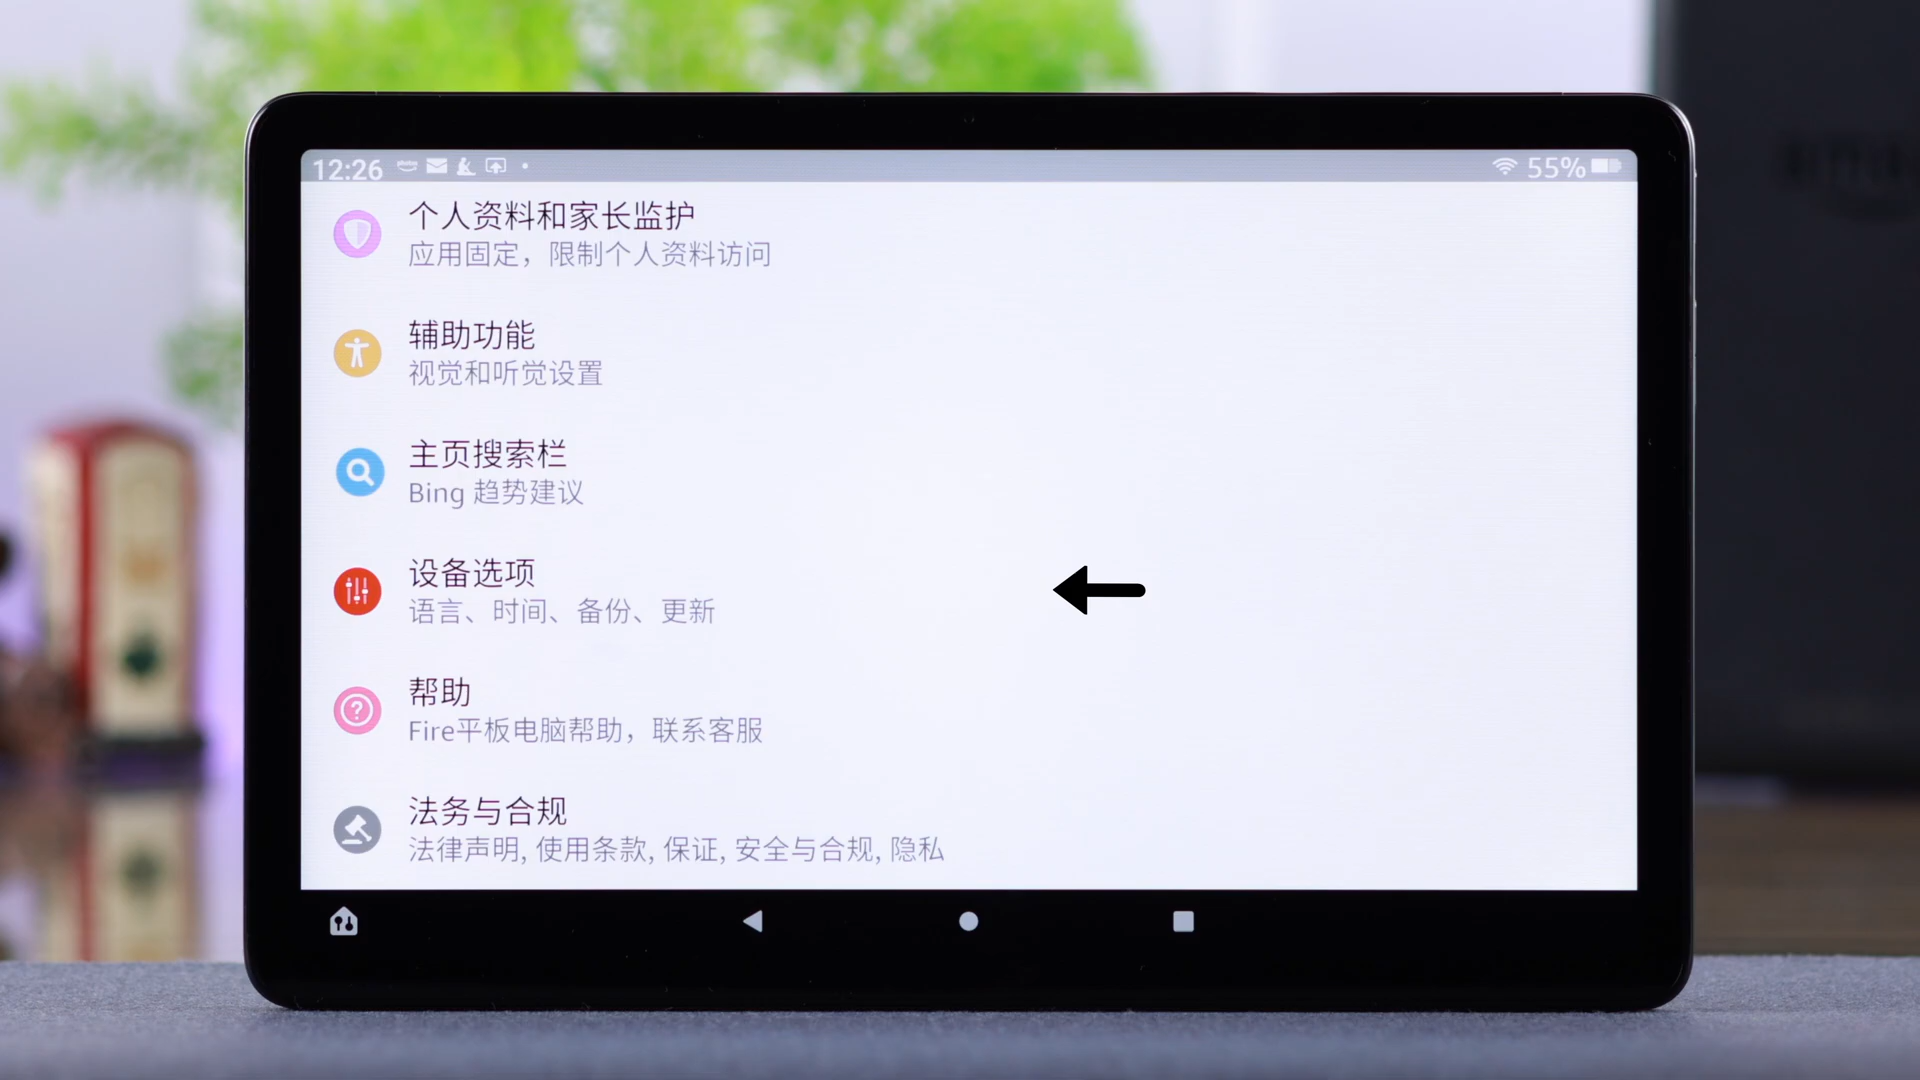 12:26
55%
个人资料和家长监护
应用固定，限制个人资料访问
辅助功能
视觉和听觉设置
主页搜索栏
Bing 趋势建议
设备选项
语言、时间、备份、更新
帮助
Fire平板电脑帮助，联系客服
法务与合规
法律声明, 使用条款, 保证, 安全与合规, 隐私